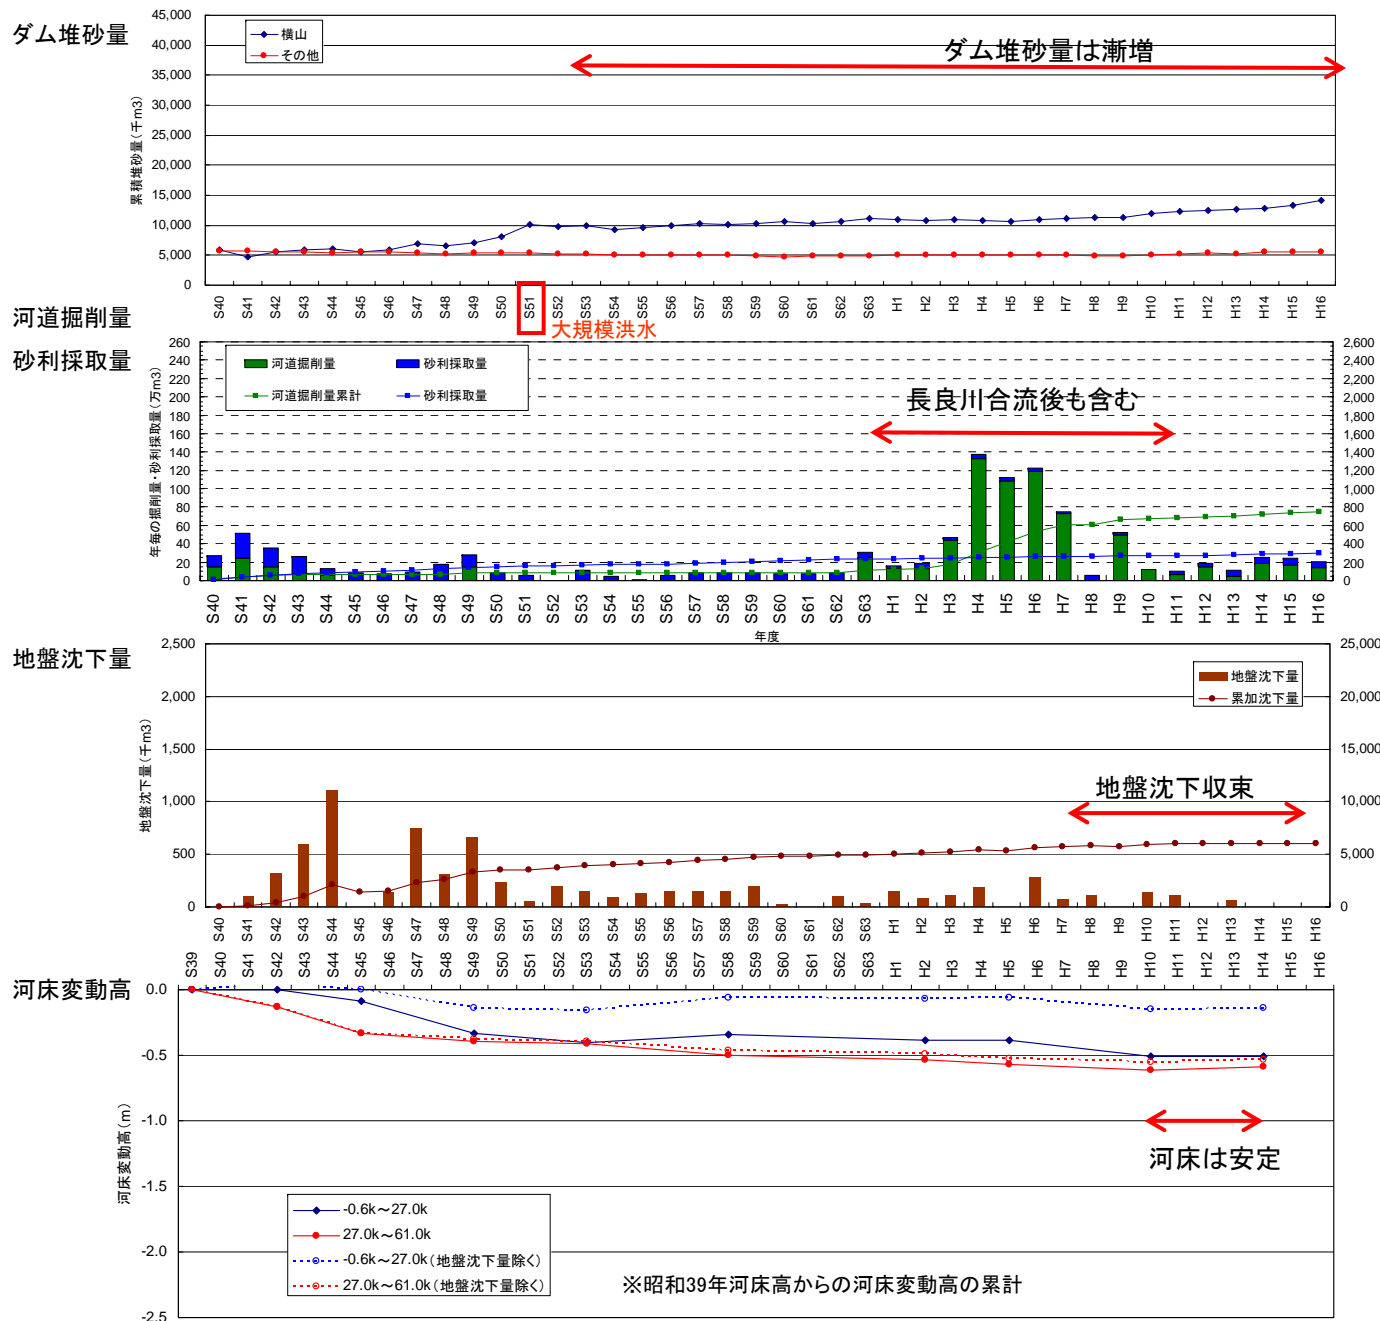 ダム堆砂量
45,000
40,000
35,000
30,000
25,000
20,000
15,000
10,000
5,000
0
累積堆砂量(千m3)
横山
その他
ダム堆砂量は漸増
S40 S41 S42 S43 S44 S45 S46 S47 S48 S49 S50 S51 S52 S53 S54 S55 S56 S57 S58 S59 S60 S61 S62 S63 H1 H2 H3 H4 H5 H6 H7 H8 H9 H10 H11 H12 H13 H14 H15 H16
大規模洪水
河道掘削量
砂利採取量
260
240
220
200
180
160
140
120
100
80
60
40
20
0
年毎の掘削量・砂利採取量(万m3)
河道掘削量 砂利採取量
河道掘削量累計 砂利採取量
長良川合流後も含む
2,600
2,400
2,200
2,000
1,800
1,600
1,400
1,200
1,000
800
600
400
200
0
S40 S41 S42 S43 S44 S45 S46 S47 S48 S49 S50 S51 S52 S53 S54 S55 S56 S57 S58 S59 S60 S61 S62 S63 H1 H2 H3 H4 H5 H6 H7 H8 H9 H10 H11 H12 H13 H14 H15 H16
年度
地盤沈下量
2,500
2,000
1,500
1,000
500
0
地盤沈下量(千m3)
地盤沈下量
累加沈下量
地盤沈下収束
25,000
20,000
15,000
10,000
5,000
0
S40 S41 S42 S43 S44 S45 S46 S47 S48 S49 S50 S51 S52 S53 S54 S55 S56 S57 S58 S59 S60 S61 S62 S63 H1 H2 H3 H4 H5 H6 H7 H8 H9 H10 H11 H12 H13 H14 H15 H16
S39 S40 S41 S42 S43 S44 S45 S46 S47 S48 S49 S50 S51 S52 S53 S54 S55 S56 S57 S58 S59 S60 S61 S62 S63 H1 H2 H3 H4 H5 H6 H7 H8 H9 H10 H11 H12 H13 H14 H15 H16
河床変動高
0.0
-0.5
-1.0
-1.5
-2.0
-2.5
河床変動高(m)
河床は安定
-0.6k～27.0k
27.0k～61.0k
-0.6k～27.0k(地盤沈下量除く)
27.0k～61.0k(地盤沈下量除く)
※昭和39年河床高からの河床変動高の累計